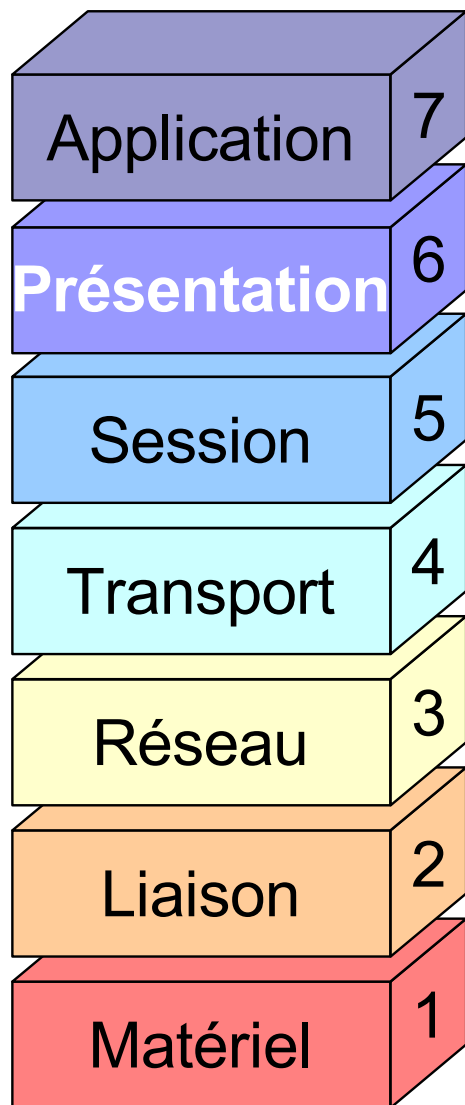 Application 7
Présentation 6
Session 5
Transport 4
Réseau 3
Liaison 2
Matériel 1